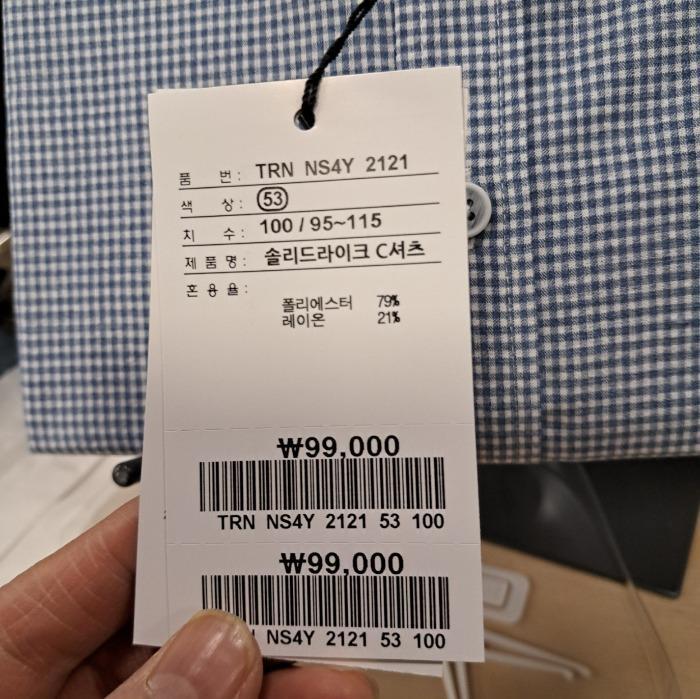 품 번 : TRN NS4Y 2121
색 상 : 53
치 수 : 100 / 95~115
제 품 명 : 솔리드라이크 C셔츠
혼 용 율 :
폴리에스터 79%
레이온 21%
₩99,000
TRN NS4Y 2121 53 100
₩99,000
NS4Y 2121 53 100